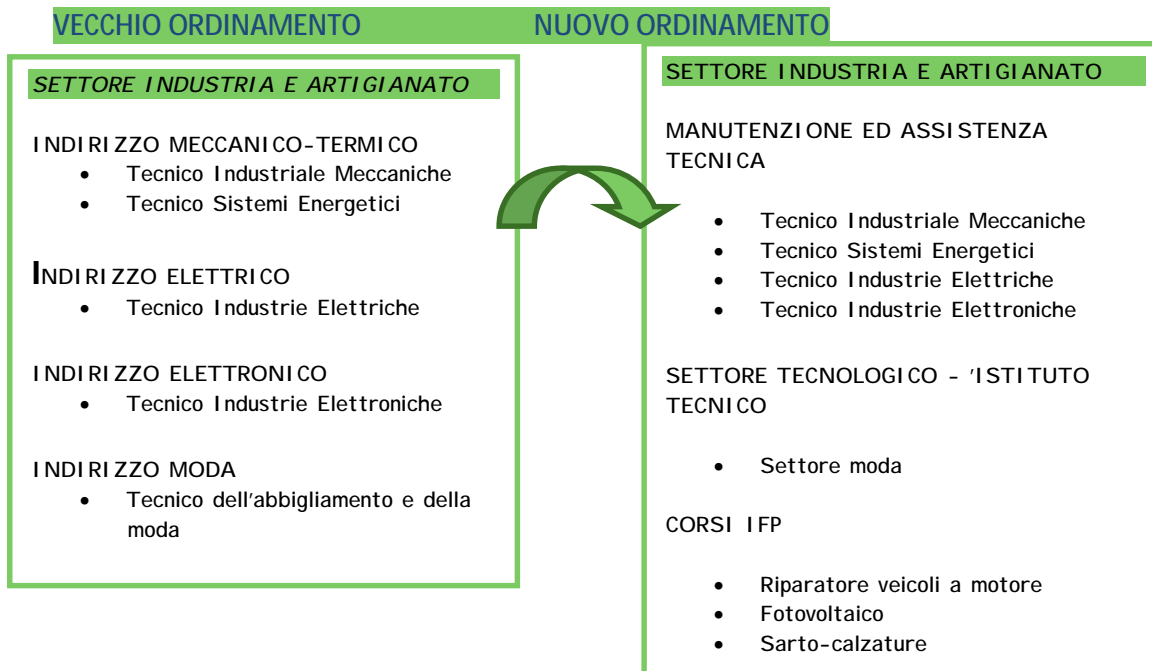 VECCHIO ORDINAMENTO NUOVO ORDINAMENTO
SETTORE INDUSTRIA E ARTIGIANATO
INDIRIZZO MECCANICO-TERMICO
• Tecnico Industriale Meccaniche
• Tecnico Sistemi Energetici
INDIRIZZO ELETTRICO
• Tecnico Industrie Elettriche
INDIRIZZO ELETTRONICO
• Tecnico Industrie Elettroniche
INDIRIZZO MODA
• Tecnico dell'abbigliamento e della
moda
SETTORE INDUSTRIA E ARTIGIANATO
MANUTENZIONE ED ASSISTENZA
TECNICA
• Tecnico Industriale Meccaniche
• Tecnico Sistemi Energetici
• Tecnico Industrie Elettriche
• Tecnico Industrie Elettroniche
SETTORE TECNOLOGICO – 'ISTITUTO
TECNICO
• Settore moda
CORSI IFP
• Riparatore veicoli a motore
• Fotovoltaico
• Sarto-calzature